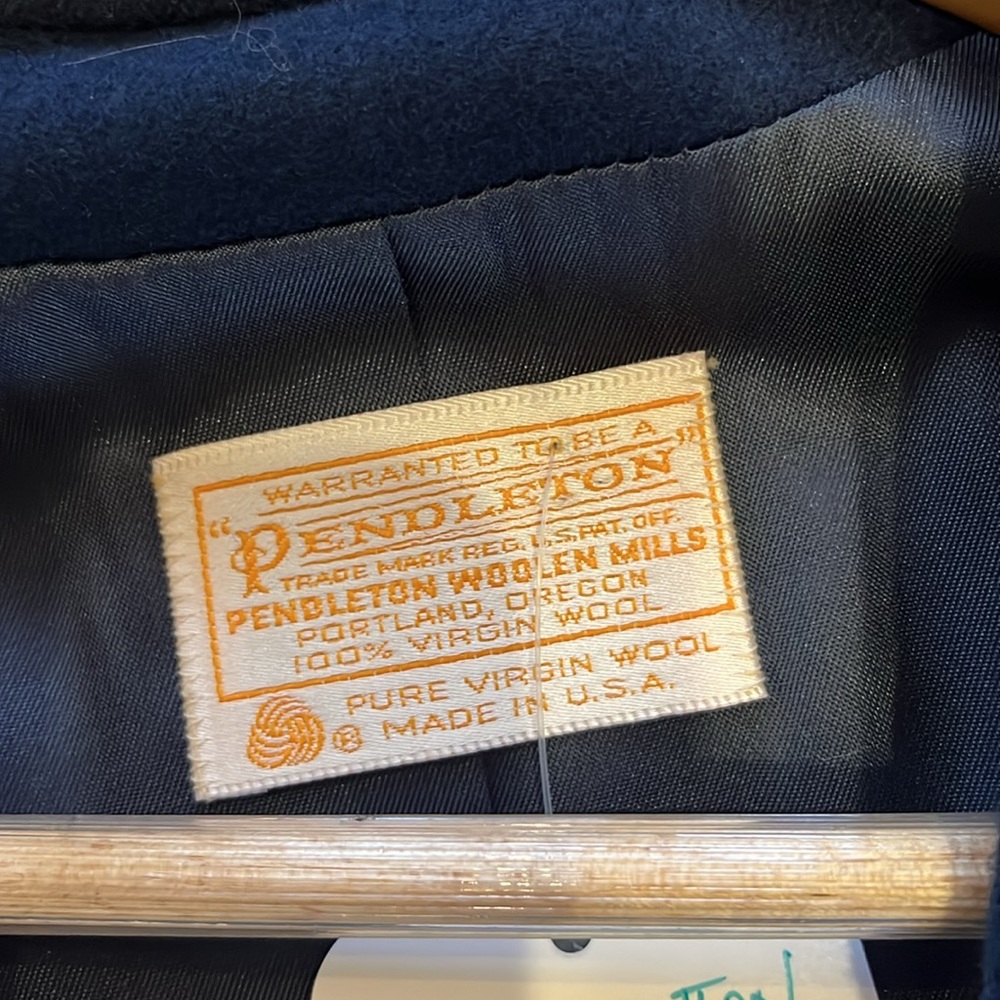 WARRANTED TO BE A
"PENDLETON"
TRADE MARK REG. U.S. PAT. OFF.
PENDLETON WOOLEN MILLS
PORTLAND, OREGON
100% VIRGIN WOOL
PURE VIRGIN WOOL
® MADE IN U.S.A.